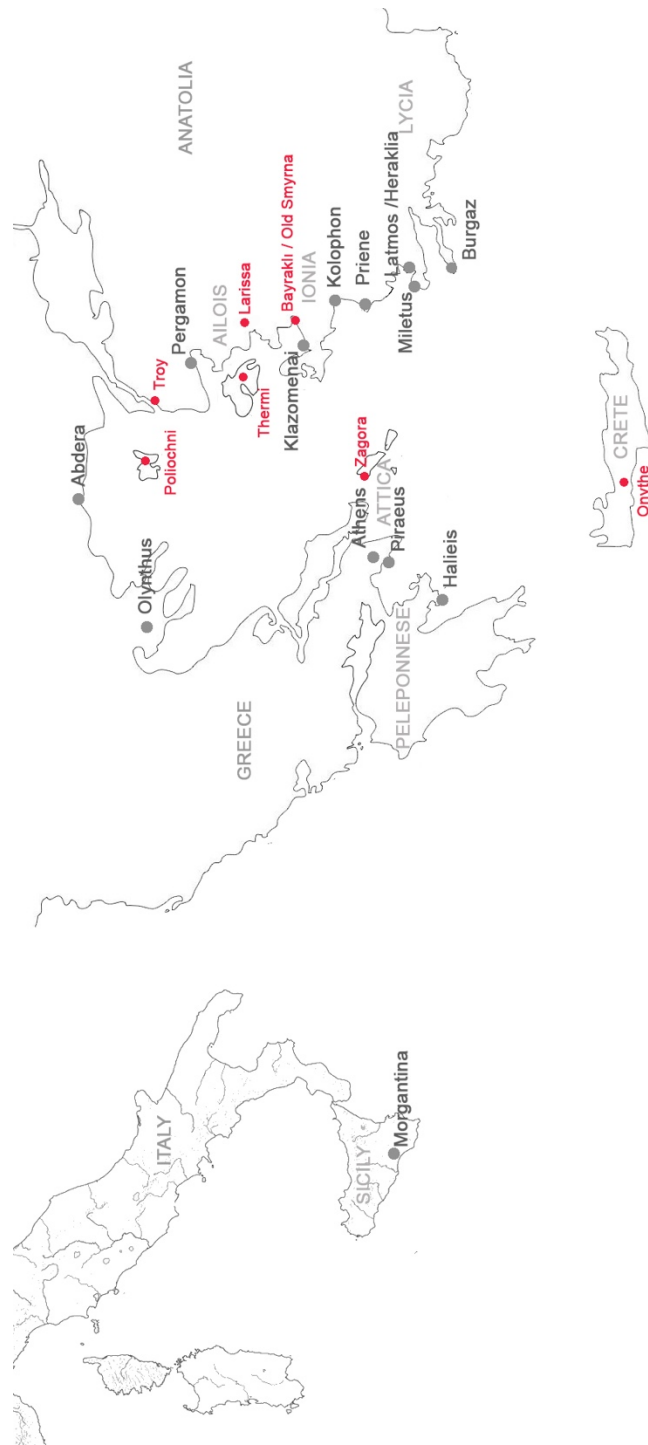 ITALY
SICILY
Morgantina
GREECE
PELEPONNESE
Olynthus
Abdera
Poliochni
Troy
Pergamon
ANATOLIA
AILOIS
Larissa
Thermi
Bayraklı / Old Smyrna
Klazomenai
IONIA
Kolophon
Priene
Latmos /Heraklia
Miletus
LYCIA
Burgaz
Athens
ATTICA
Zagora
Piraeus
Halieis
CRETE
Onythe